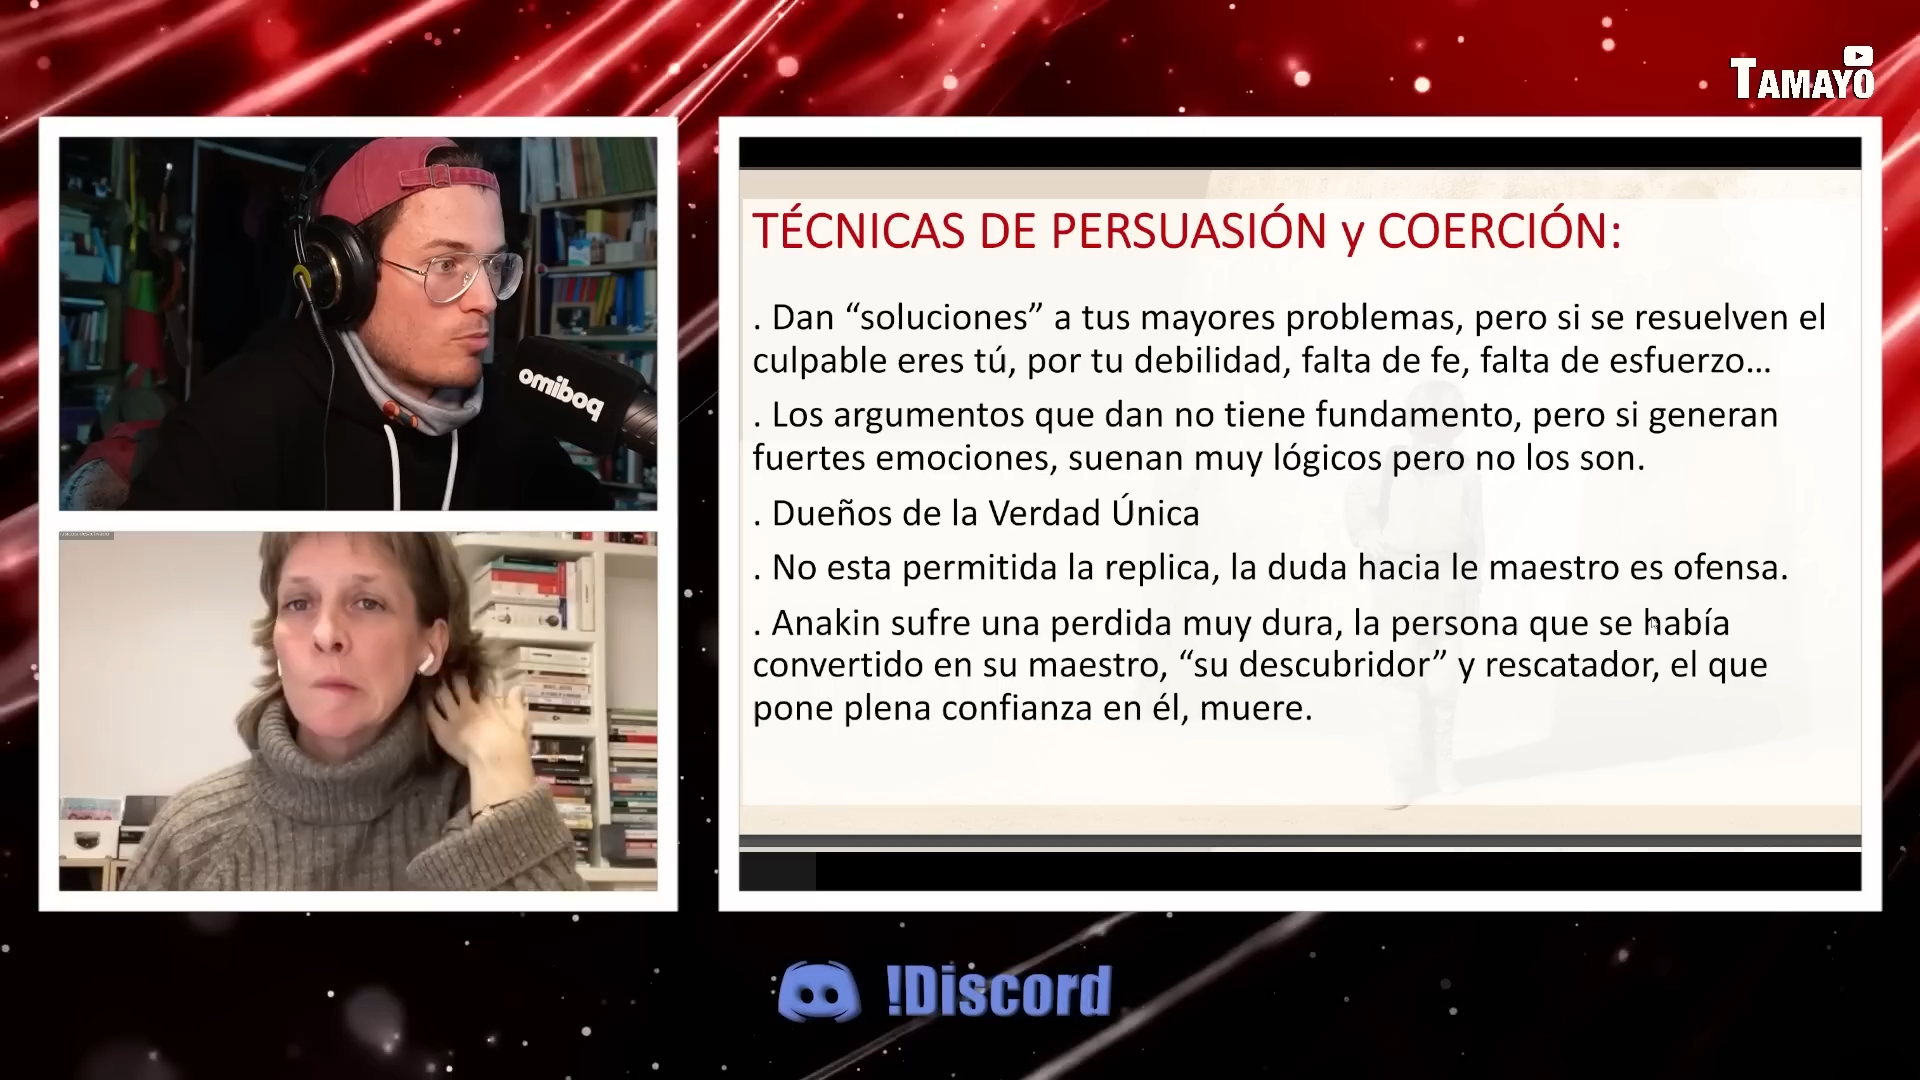 TAMAYO
omiboq
TÉCNICAS DE PERSUASIÓN y COERCIÓN:
. Dan “soluciones” a tus mayores problemas, pero si se resuelven el
culpable eres tú, por tu debilidad, falta de fe, falta de esfuerzo...
. Los argumentos que dan no tiene fundamento, pero si generan
fuertes emociones, suenan muy lógicos pero no los son.
. Dueños de la Verdad Única
. No esta permitida la replica, la duda hacia le maestro es ofensa.
. Anakin sufre una perdida muy dura, la persona que se había
convertido en su maestro, “su descubridor” y rescatador, el que
pone plena confianza en él, muere.
!Discord